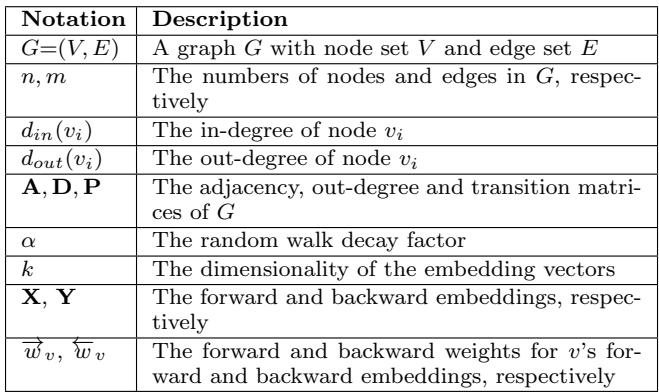 Notation Description
G=(V, E) A graph G with node set V and edge set E
n, m The numbers of nodes and edges in G, respec-
tively
d_in(v_i) The in-degree of node v_i
d_out(v_i) The out-degree of node v_i
A, D, P The adjacency, out-degree and transition matri-
ces of G
α The random walk decay factor
k The dimensionality of the embedding vectors
X, Y The forward and backward embeddings, respec-
tively
w→_v, w←_v The forward and backward weights for v's for-
ward and backward embeddings, respectively